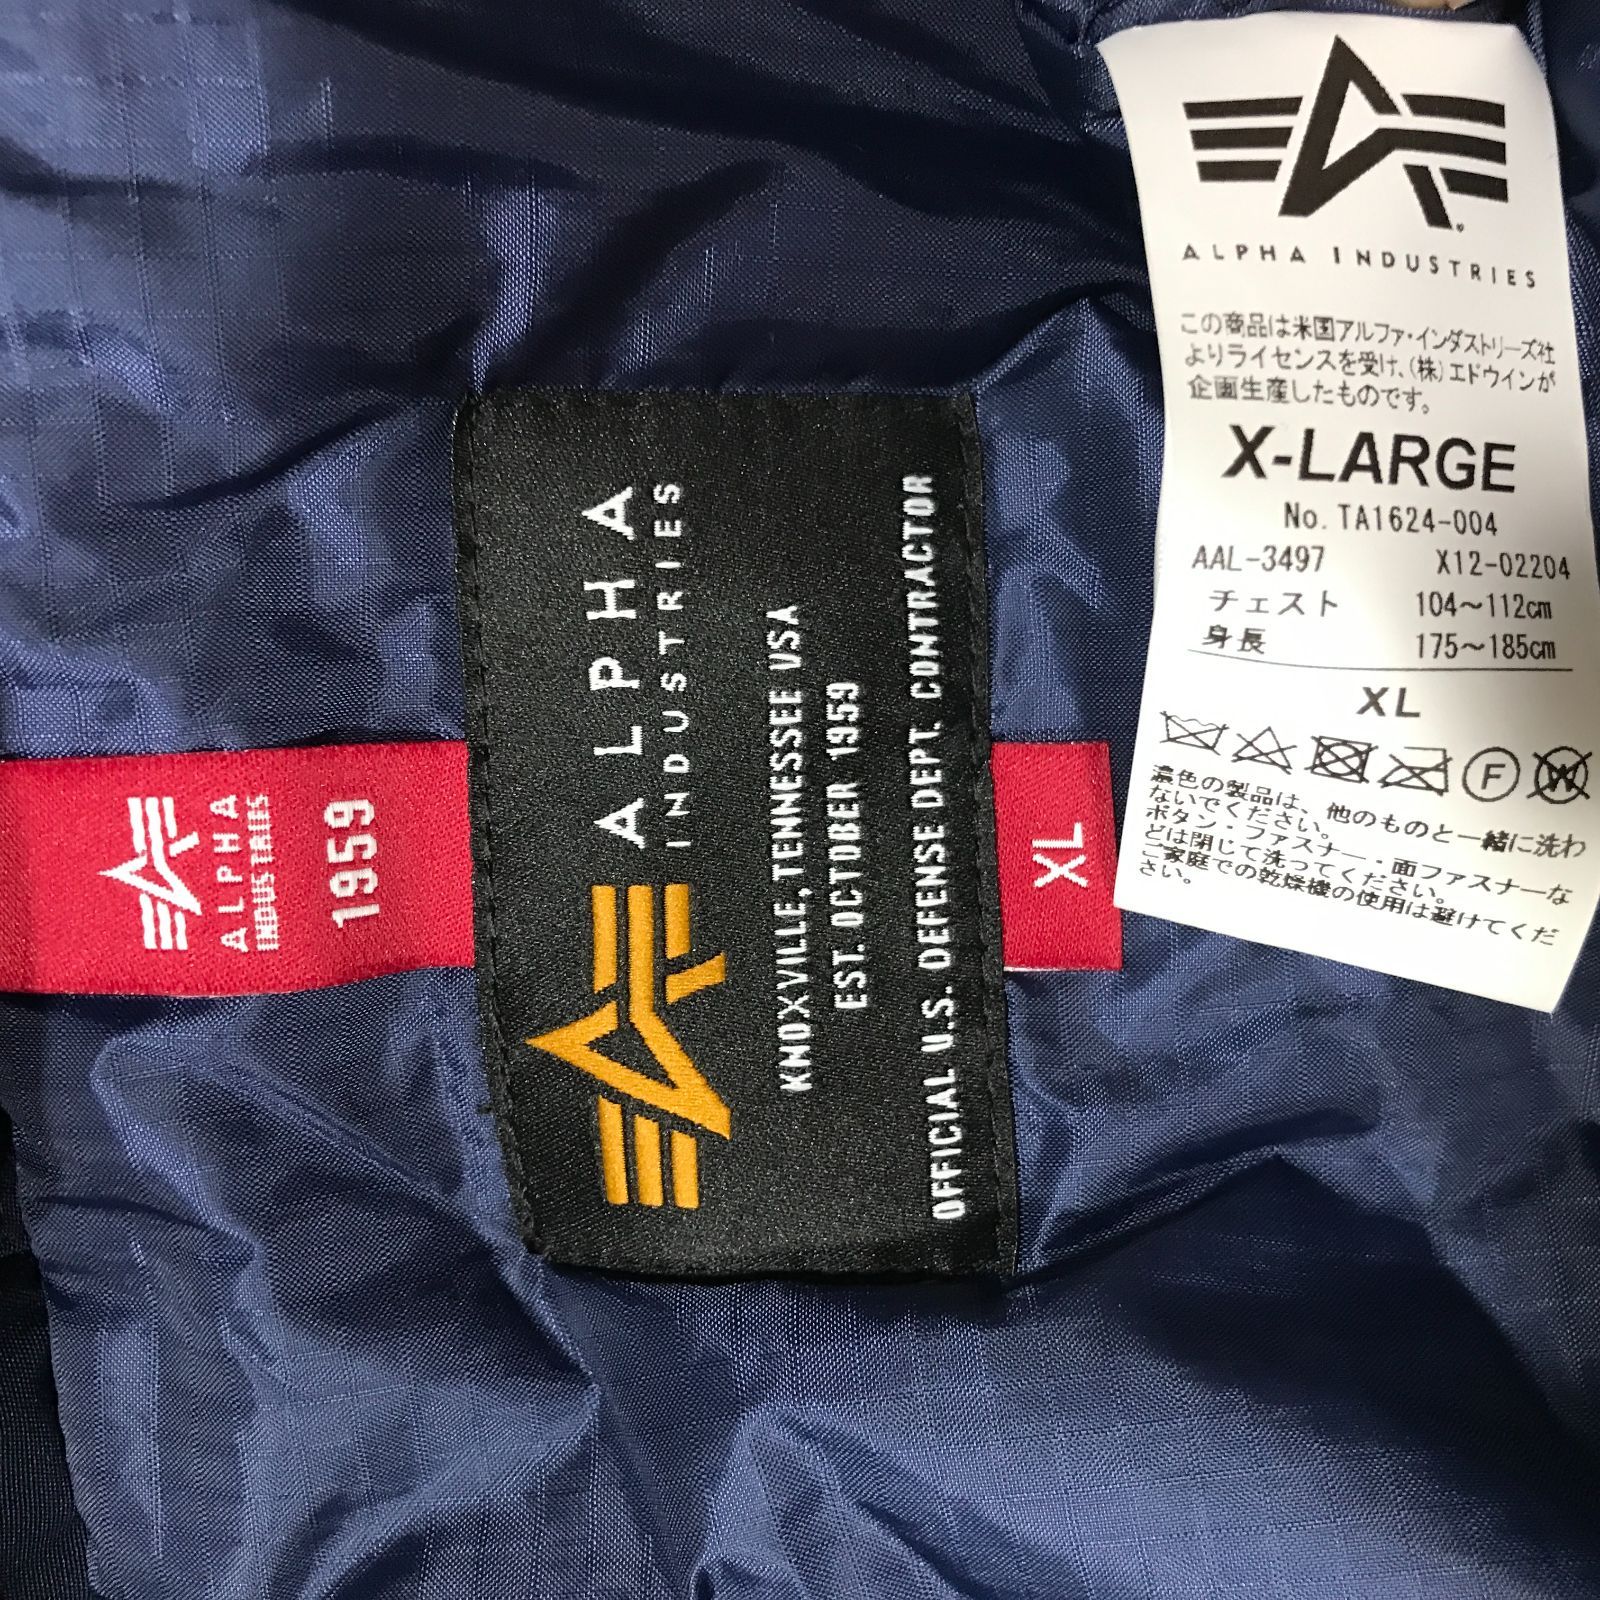 ALPHA INDUSTRIES
この商品は米国アルファ・インダストリーズ社
よりライセンスを受け、(株)エドウインが
企画生産したものです。
X-LARGE
No. TA1624-004
AAL-3497 X12-02204
チェスト 104～112cm
身長 175～185cm
XL
F W
濃色の製品は、他のものと一緒に洗わ
ないでください。
ボタン・ファスナー・面ファスナーな
どは閉じて洗ってください。
ご家庭での乾燥機の使用は避けてくだ
さい。
ALPHA
INDUSTRIES
KNOXVILLE, TENNESSEE USA
EST. OCTOBER 1959
OFFICIAL U.S. DEFENSE DEPT. CONTRACTOR
ALPHA
INDUSTRIES
1959
XL